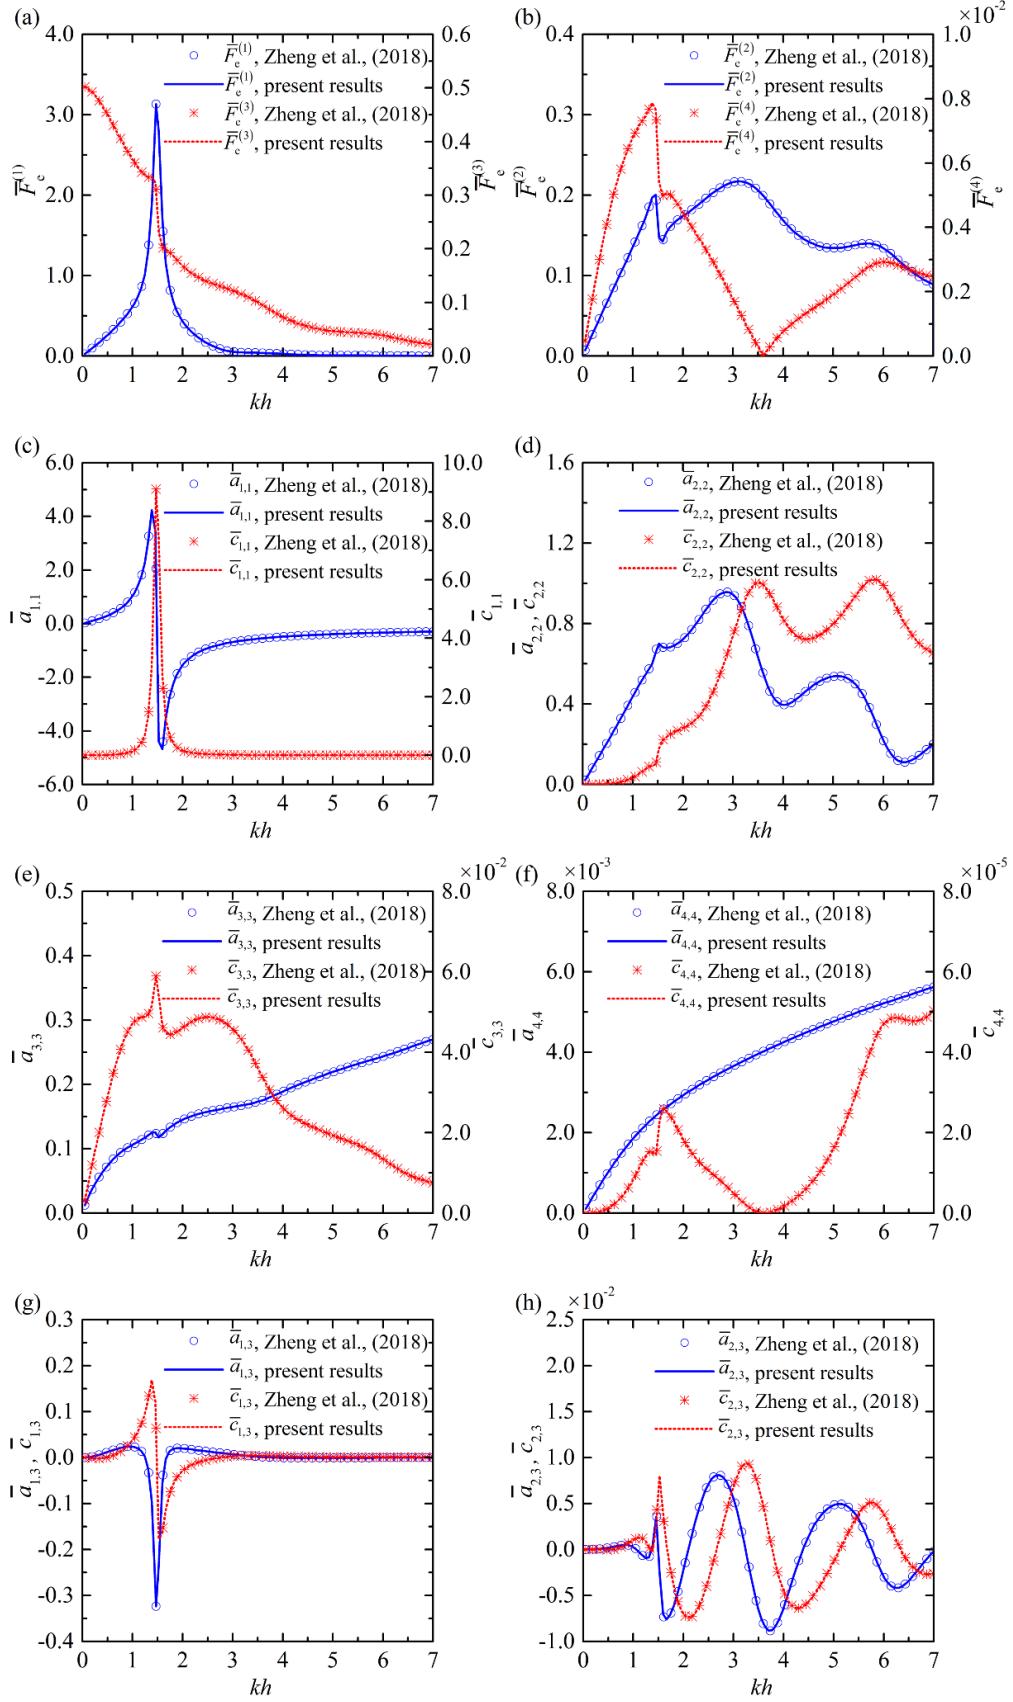 (a)
4.0
3.0
2.0
1.0
0.0
0.6
0.5
0.4
0.3
0.2
0.1
0.0
F̅e(1), Zheng et al., (2018)
F̅e(1), present results
F̅e(3), Zheng et al., (2018)
F̅e(3), present results
F̅e(1)
F̅e(3)
0 1 2 3 4 5 6 7
kh
(b)
×10-2
0.4
0.3
0.2
0.1
0.0
1.0
0.8
0.6
0.4
0.2
0.0
F̅e(2), Zheng et al., (2018)
F̅e(2), present results
F̅e(4), Zheng et al., (2018)
F̅e(4), present results
F̅e(2)
F̅e(4)
0 1 2 3 4 5 6 7
kh
(c)
6.0
4.0
2.0
0.0
-2.0
-4.0
-6.0
10.0
8.0
6.0
4.0
2.0
0.0
a̅1,1, Zheng et al., (2018)
a̅1,1, present results
c̅1,1, Zheng et al., (2018)
c̅1,1, present results
a̅1,1
c̅1,1
0 1 2 3 4 5 6 7
kh
(d)
1.6
1.2
0.8
0.4
0.0
a̅2,2, Zheng et al., (2018)
a̅2,2, present results
c̅2,2, Zheng et al., (2018)
c̅2,2, present results
a̅2,2, c̅2,2
0 1 2 3 4 5 6 7
kh
(e)
×10-2
0.5
0.4
0.3
0.2
0.1
0.0
8.0
6.0
4.0
2.0
0.0
a̅3,3, Zheng et al., (2018)
a̅3,3, present results
c̅3,3, Zheng et al., (2018)
c̅3,3, present results
a̅3,3
c̅3,3
0 1 2 3 4 5 6 7
kh
(f)
×10-3
×10-5
8.0
6.0
4.0
2.0
0.0
8.0
6.0
4.0
2.0
0.0
a̅4,4, Zheng et al., (2018)
a̅4,4, present results
c̅4,4, Zheng et al., (2018)
c̅4,4, present results
a̅4,4
c̅4,4
0 1 2 3 4 5 6 7
kh
(g)
0.3
0.2
0.1
0.0
-0.1
-0.2
-0.3
-0.4
a̅1,3, Zheng et al., (2018)
a̅1,3, present results
c̅1,3, Zheng et al., (2018)
c̅1,3, present results
a̅1,3, c̅1,3
0 1 2 3 4 5 6 7
kh
(h)
×10-2
2.5
2.0
1.5
1.0
0.5
0.0
-0.5
-1.0
a̅2,3, Zheng et al., (2018)
a̅2,3, present results
c̅2,3, Zheng et al., (2018)
c̅2,3, present results
a̅2,3, c̅2,3
0 1 2 3 4 5 6 7
kh